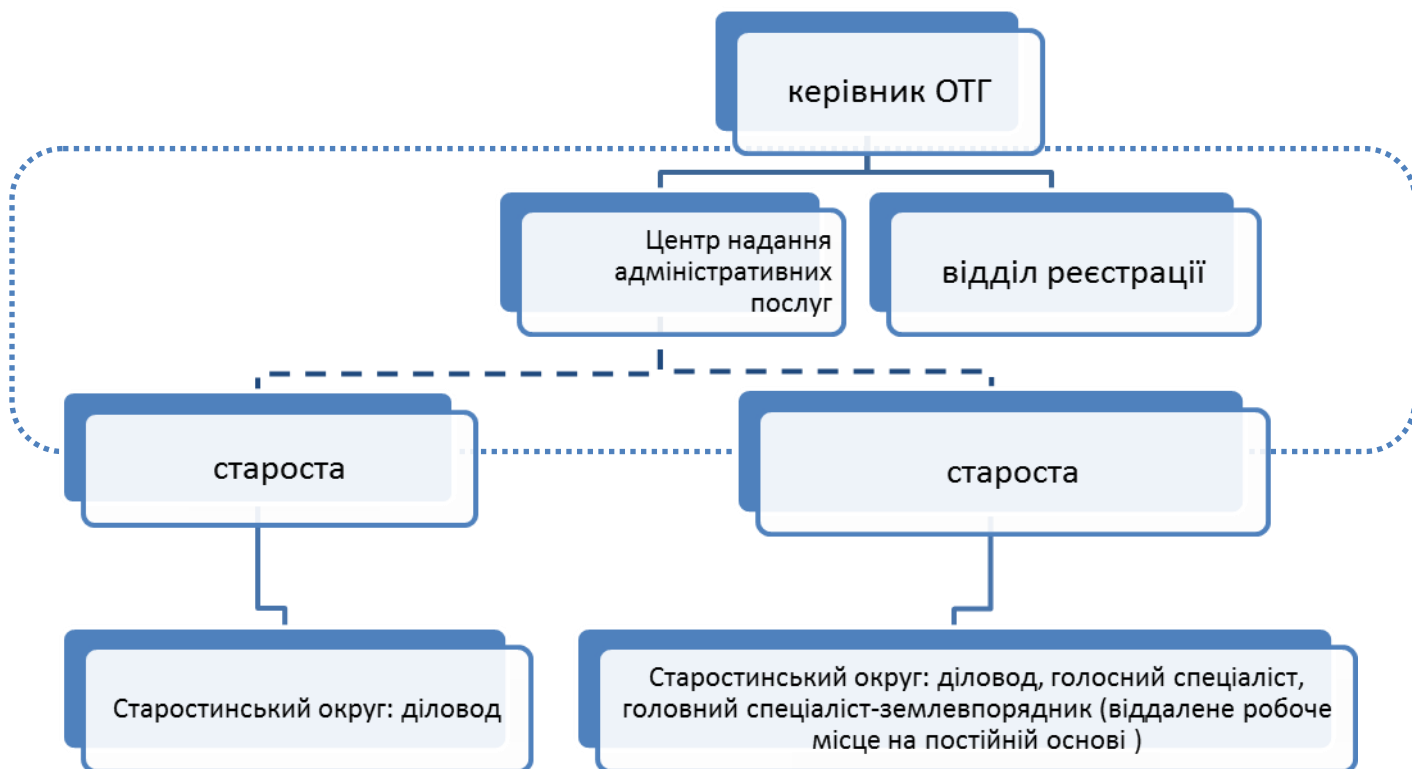 керівник ОТГ
Центр надання
адміністративних
послуг
відділ реєстрації
староста
староста
Старостинський округ: діловод
Старостинський округ: діловод, голосний спеціаліст,
головний спеціаліст-землевпорядник (віддалене робоче
місце на постійній основі )